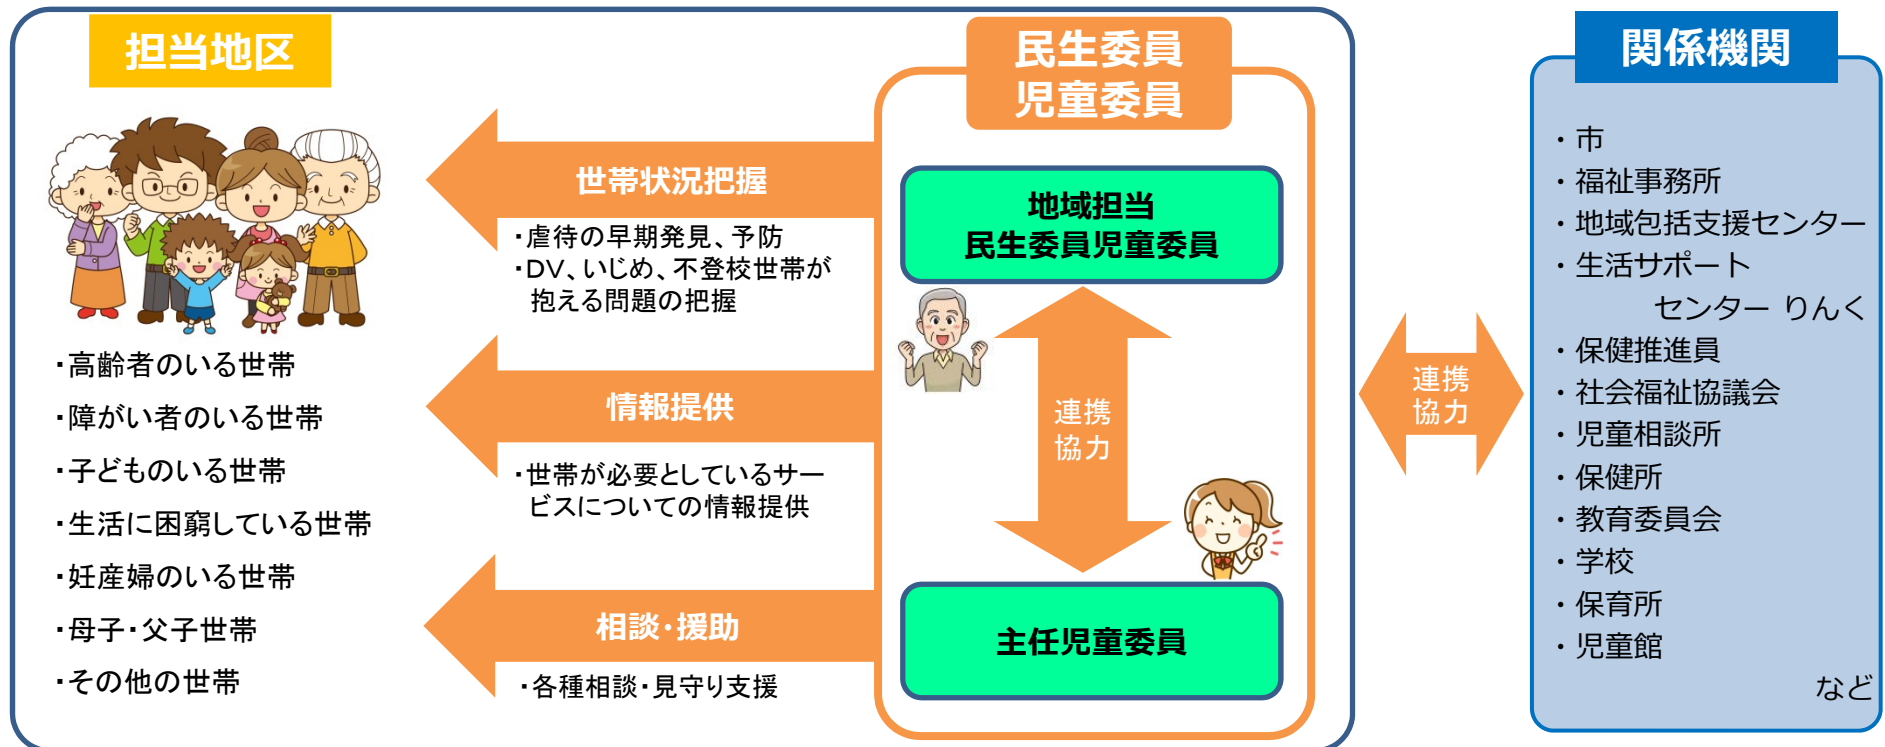 担当地区
・高齢者のいる世帯
・障がい者のいる世帯
・子どものいる世帯
・生活に困窮している世帯
・妊産婦のいる世帯
・母子・父子世帯
・その他の世帯
世帯状況把握
・虐待の早期発見、予防
・DV、いじめ、不登校世帯が
抱える問題の把握
情報提供
・世帯が必要としているサー
ビスについての情報提供
相談・援助
・各種相談・見守り支援
民生委員
児童委員
地域担当
民生委員児童委員
連携
協力
主任児童委員
連携
協力
関係機関
・市
・福祉事務所
・地域包括支援センター
・生活サポート
センター りんく
・保健推進員
・社会福祉協議会
・児童相談所
・保健所
・教育委員会
・学校
・保育所
・児童館
など